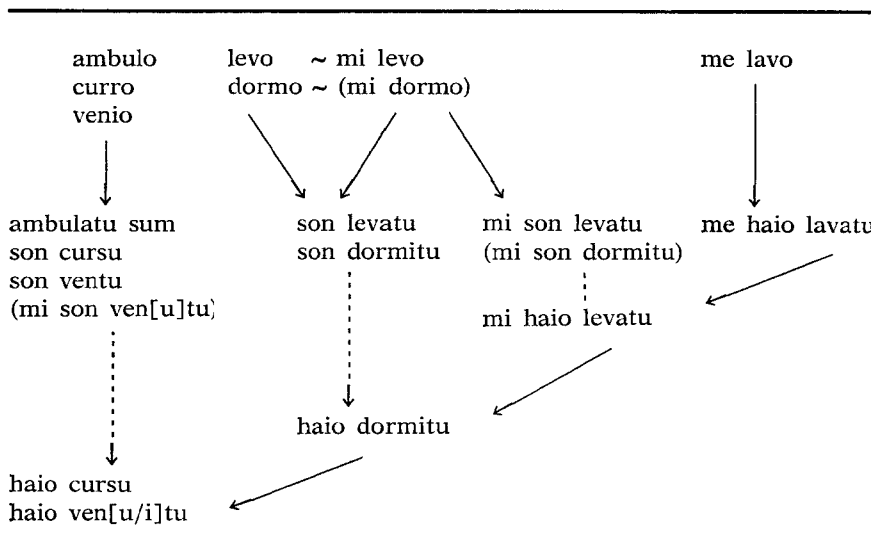 ambulo levo ~ mi levo me lavo
curro dormo ~ (mi dormo)
venio
ambulatu sum son levatu mi son levatu me haio lavatu
son cursu son dormitu (mi son dormitu)
son ventu
(mi son ven[u]tu)
mi haio levatu
haio dormitu
haio cursu
haio ven[u/i]tu